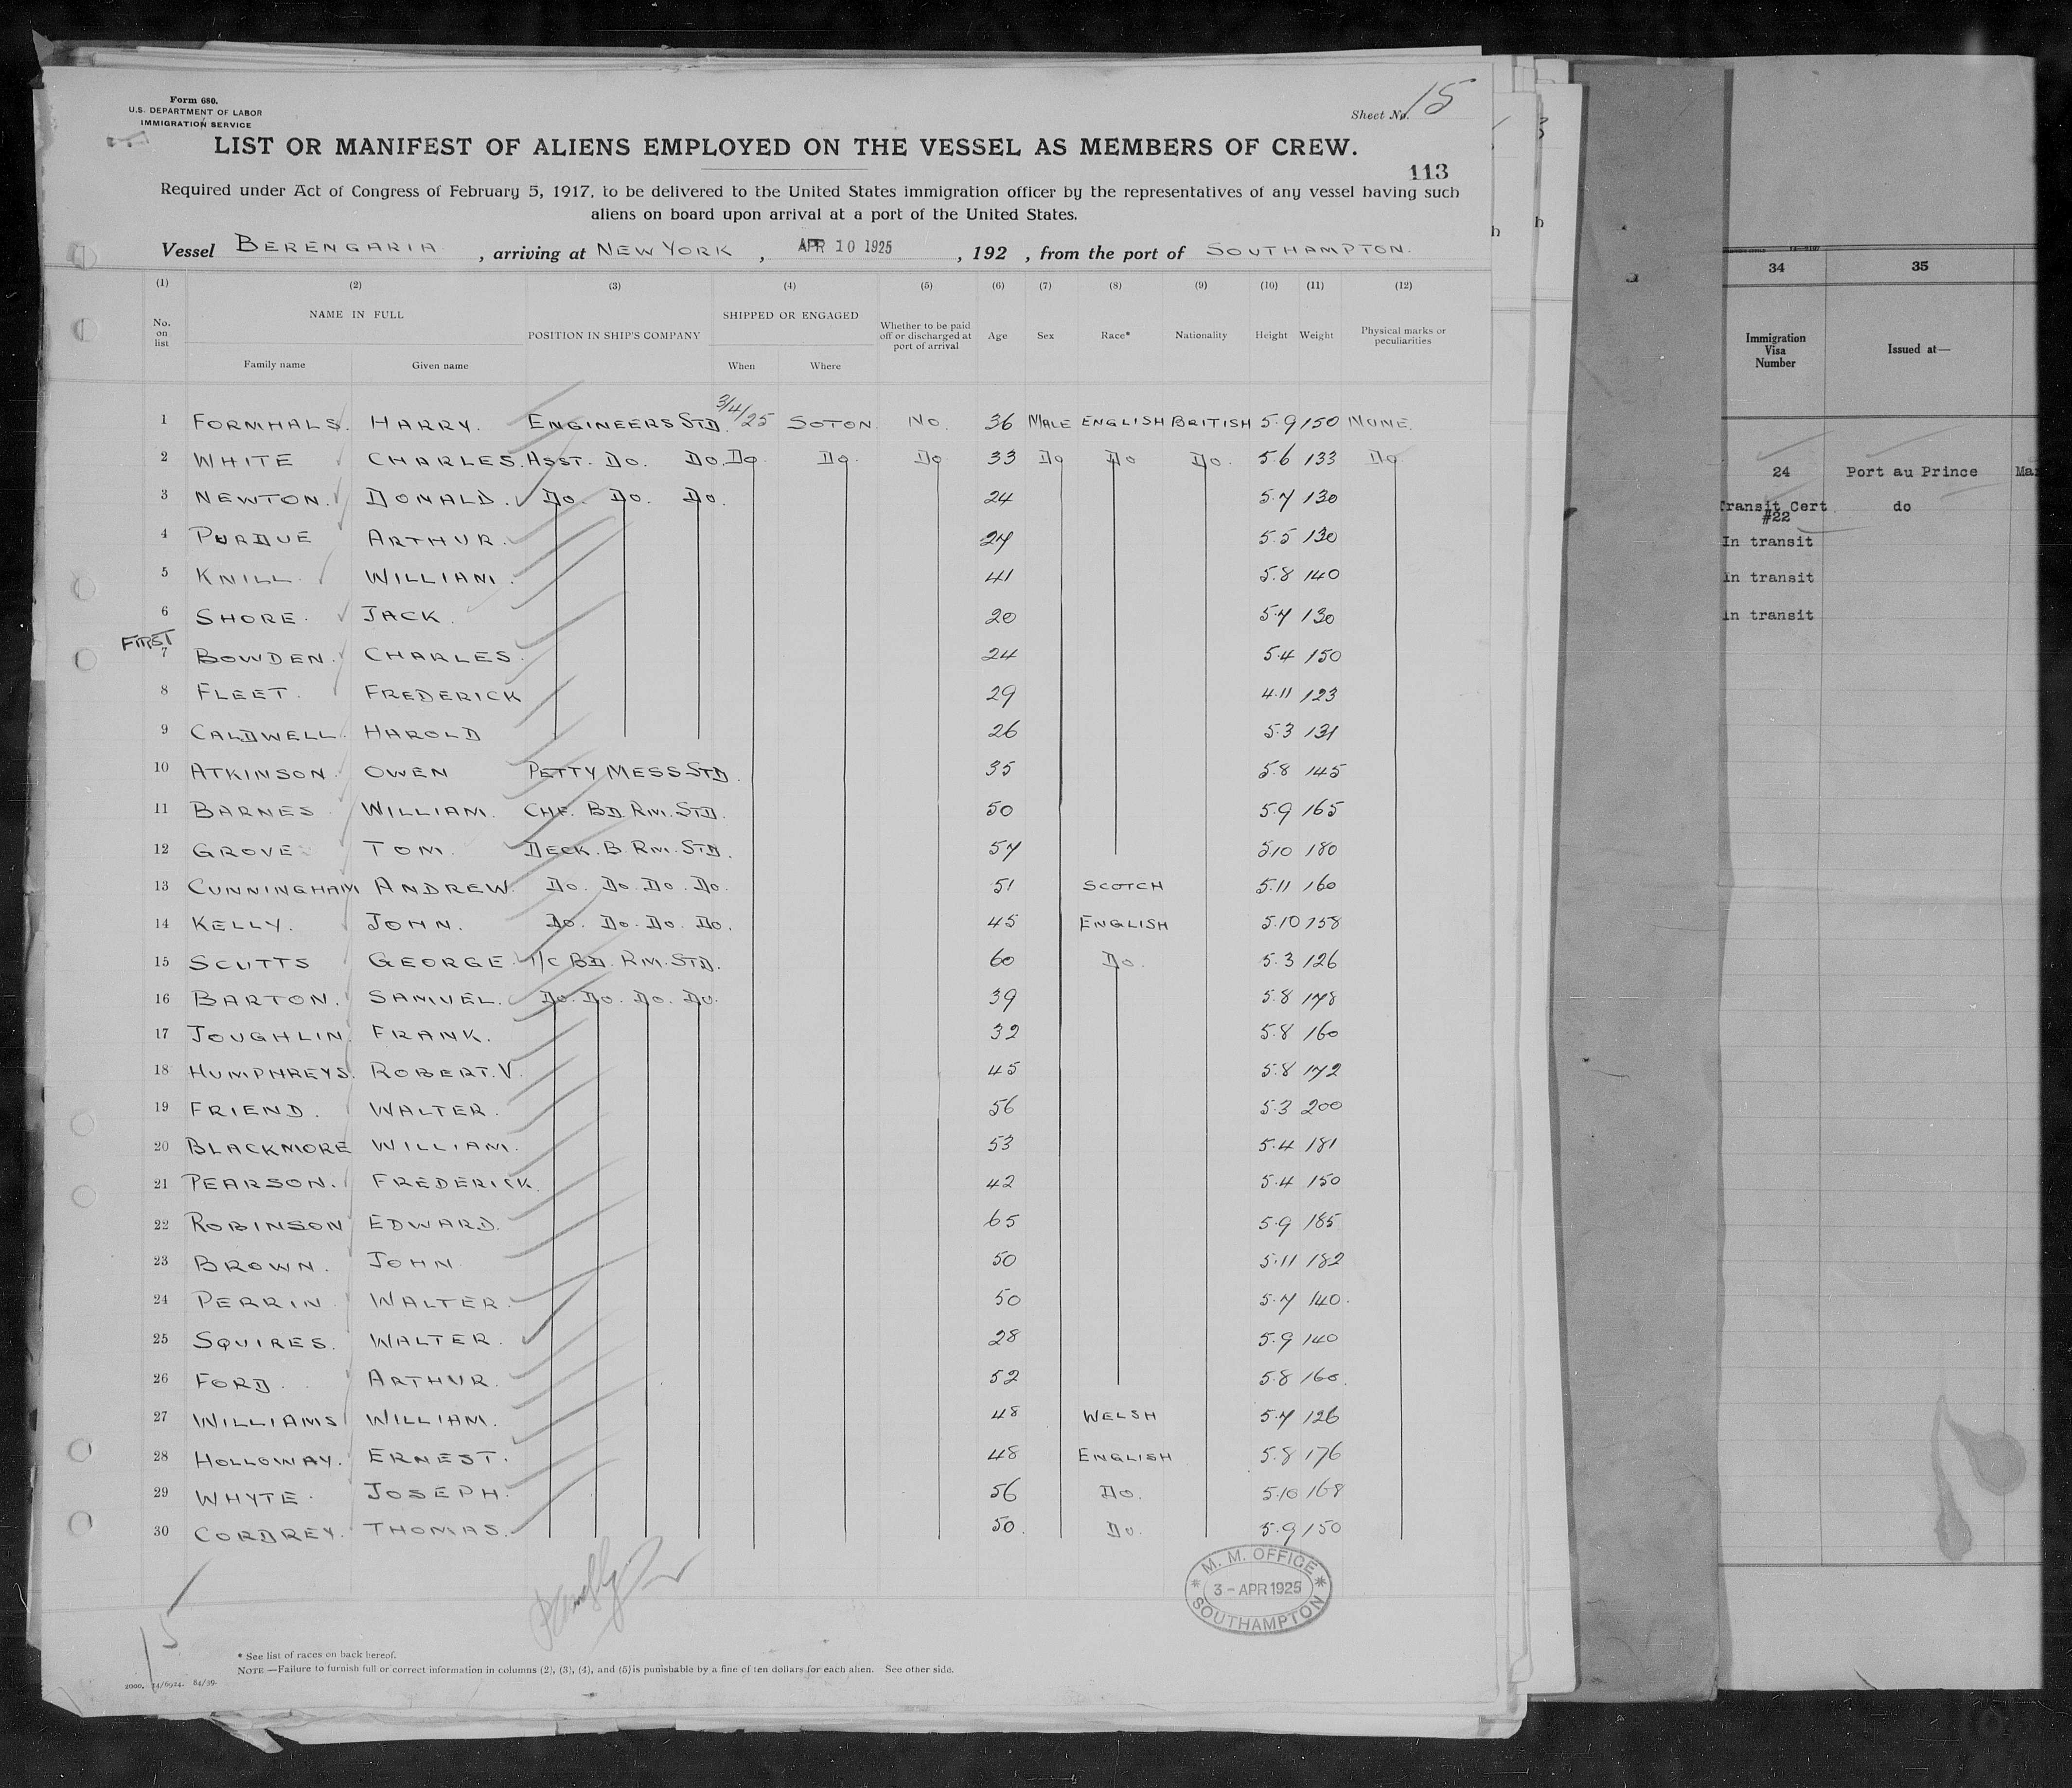 Form 680.
U.S. DEPARTMENT OF LABOR
IMMIGRATION SERVICE
Sheet No. 15
LIST OR MANIFEST OF ALIENS EMPLOYED ON THE VESSEL AS MEMBERS OF CREW.
113
Required under Act of Congress of February 5, 1917, to be delivered to the United States immigration officer by the representatives of any vessel having such
aliens on board upon arrival at a port of the United States.
Vessel BERENGARIA, arriving at NEW YORK, APR 10 1925, 192 , from the port of SOUTHAMPTON.
(1) (2) (3) (4) (5) (6) (7) (8) (9) (10) (11) (12)
No. on list NAME IN FULL POSITION IN SHIP'S COMPANY SHIPPED OR ENGAGED Whether to be paid off or discharged at port of arrival Age Sex Race* Nationality Height Weight Physical marks or peculiarities
Family name Given name When Where
1 FORMHALS. HARRY. ENGINEERS STD. 3/4/25 SOTON. NO. 36 MALE ENGLISH BRITISH 5.9 150 NONE.
2 WHITE CHARLES. ASST. DO. DO. DO. DO. DO 33 DO DO DO. 5.6 133 DO.
3 NEWTON. DONALD. DO. DO. DO. 24 5.7 130
4 PURDUE ARTHUR. 27 5.5 130
5 KNILL. WILLIAM. 41 5.8 140
6 SHORE. JACK. 20 5.7 130
FIRST
7 BOWDEN. CHARLES. 24 5.4 150
8 FLEET. FREDERICK 29 4.11 123
9 CALDWELL. HAROLD 26 5.3 131
10 ATKINSON. OWEN PETTY MESS STD. 35 5.8 145
11 BARNES. WILLIAM. CHF. BD. RM. STD. 50 5.9 165
12 GROVE TOM. DECK. B. RM. STD. 57 5.10 180
13 CUNNINGHAM ANDREW. DO. DO. DO. DO. 51 SCOTCH 5.11 160
14 KELLY. JOHN. DO. DO. DO. DO. 45 ENGLISH 5.10 158
15 SCUTTS GEORGE. 1/C BD. RM. STD. 60 DO. 5.3 126
16 BARTON. SAMUEL. DO. DO. DO. DO. 39 5.8 178
17 JOUGHLIN FRANK. 32 5.8 160
18 HUMPHREYS. ROBERT. V. 45 5.8 172
19 FRIEND. WALTER. 56 5.3 200
20 BLACKMORE WILLIAM. 53 5.4 181
21 PEARSON. FREDERICK. 42 5.4 150
22 ROBINSON EDWARD. 65 5.9 185
23 BROWN. JOHN 50 5.11 182
24 PERRIN WALTER. 50 5.7 140.
25 SQUIRES. WALTER. 28 5.9 140
26 FORD. ARTHUR. 52 5.8 160.
27 WILLIAMS WILLIAM. 48 WELSH 5.7 126
28 HOLLOWAY. ERNEST. 48 ENGLISH 5.8 176
29 WHYTE. JOSEPH. 56 DO. 5.10 168
30 CORDREY. THOMAS. 50. DO. 5.9 150
M. M. OFFICE
3 - APR 1925
SOUTHAMPTON
15
* See list of races on back hereof.
NOTE —Failure to furnish full or correct information in columns (2), (3), (4), and (5) is punishable by a fine of ten dollars for each alien. See other side.
2000. 14/6924. 84/39.
34 35
Immigration Visa Number Issued at—
24 Port au Prince
Transit Cert do
#22
In transit
In transit
In transit